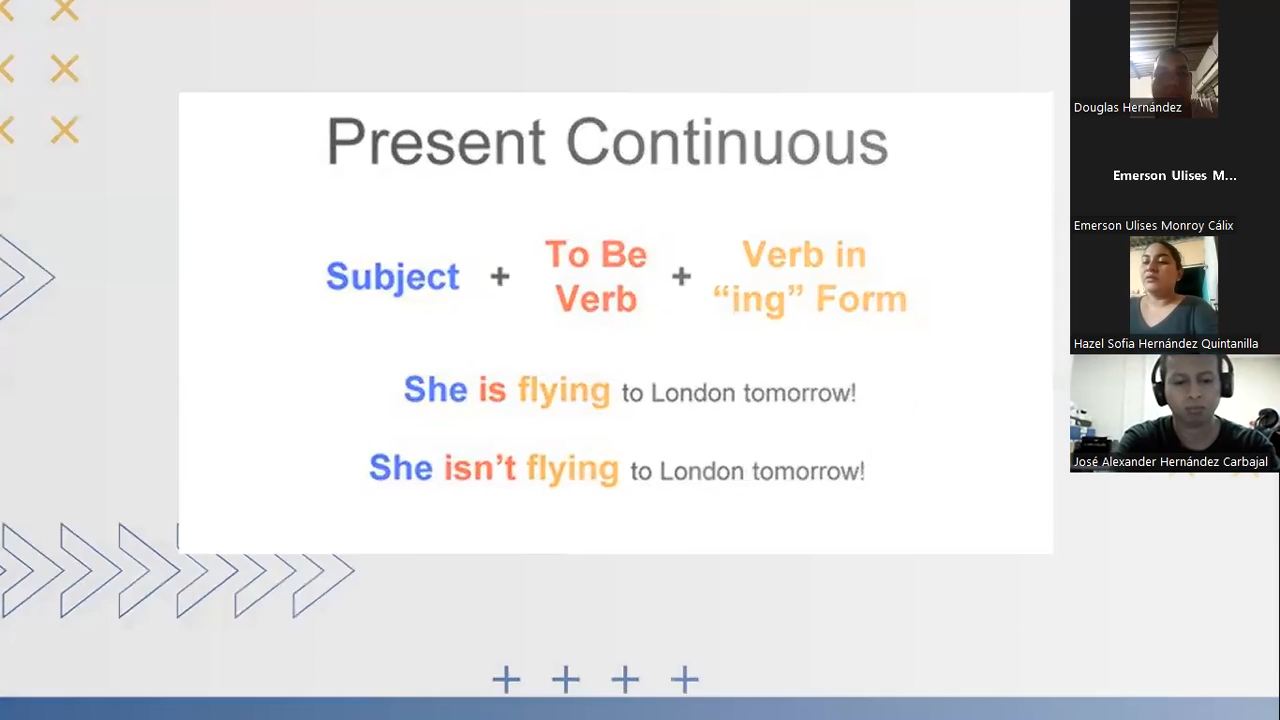 Present Continuous
Subject + To Be Verb + Verb in “ing” Form
She is flying to London tomorrow!
She isn’t flying to London tomorrow!
Douglas Hernández
Emerson Ulises M...
Emerson Ulises Monroy Cálix
Hazel Sofia Hernández Quintanilla
José Alexander Hernández Carbajal